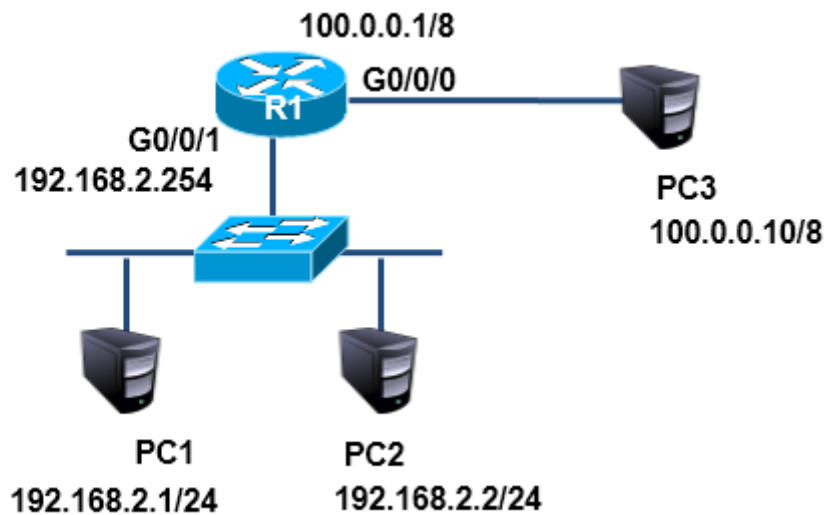 100.0.0.1/8
G0/0/0
R1
G0/0/1
192.168.2.254
PC3
100.0.0.10/8
PC1
192.168.2.1/24
PC2
192.168.2.2/24